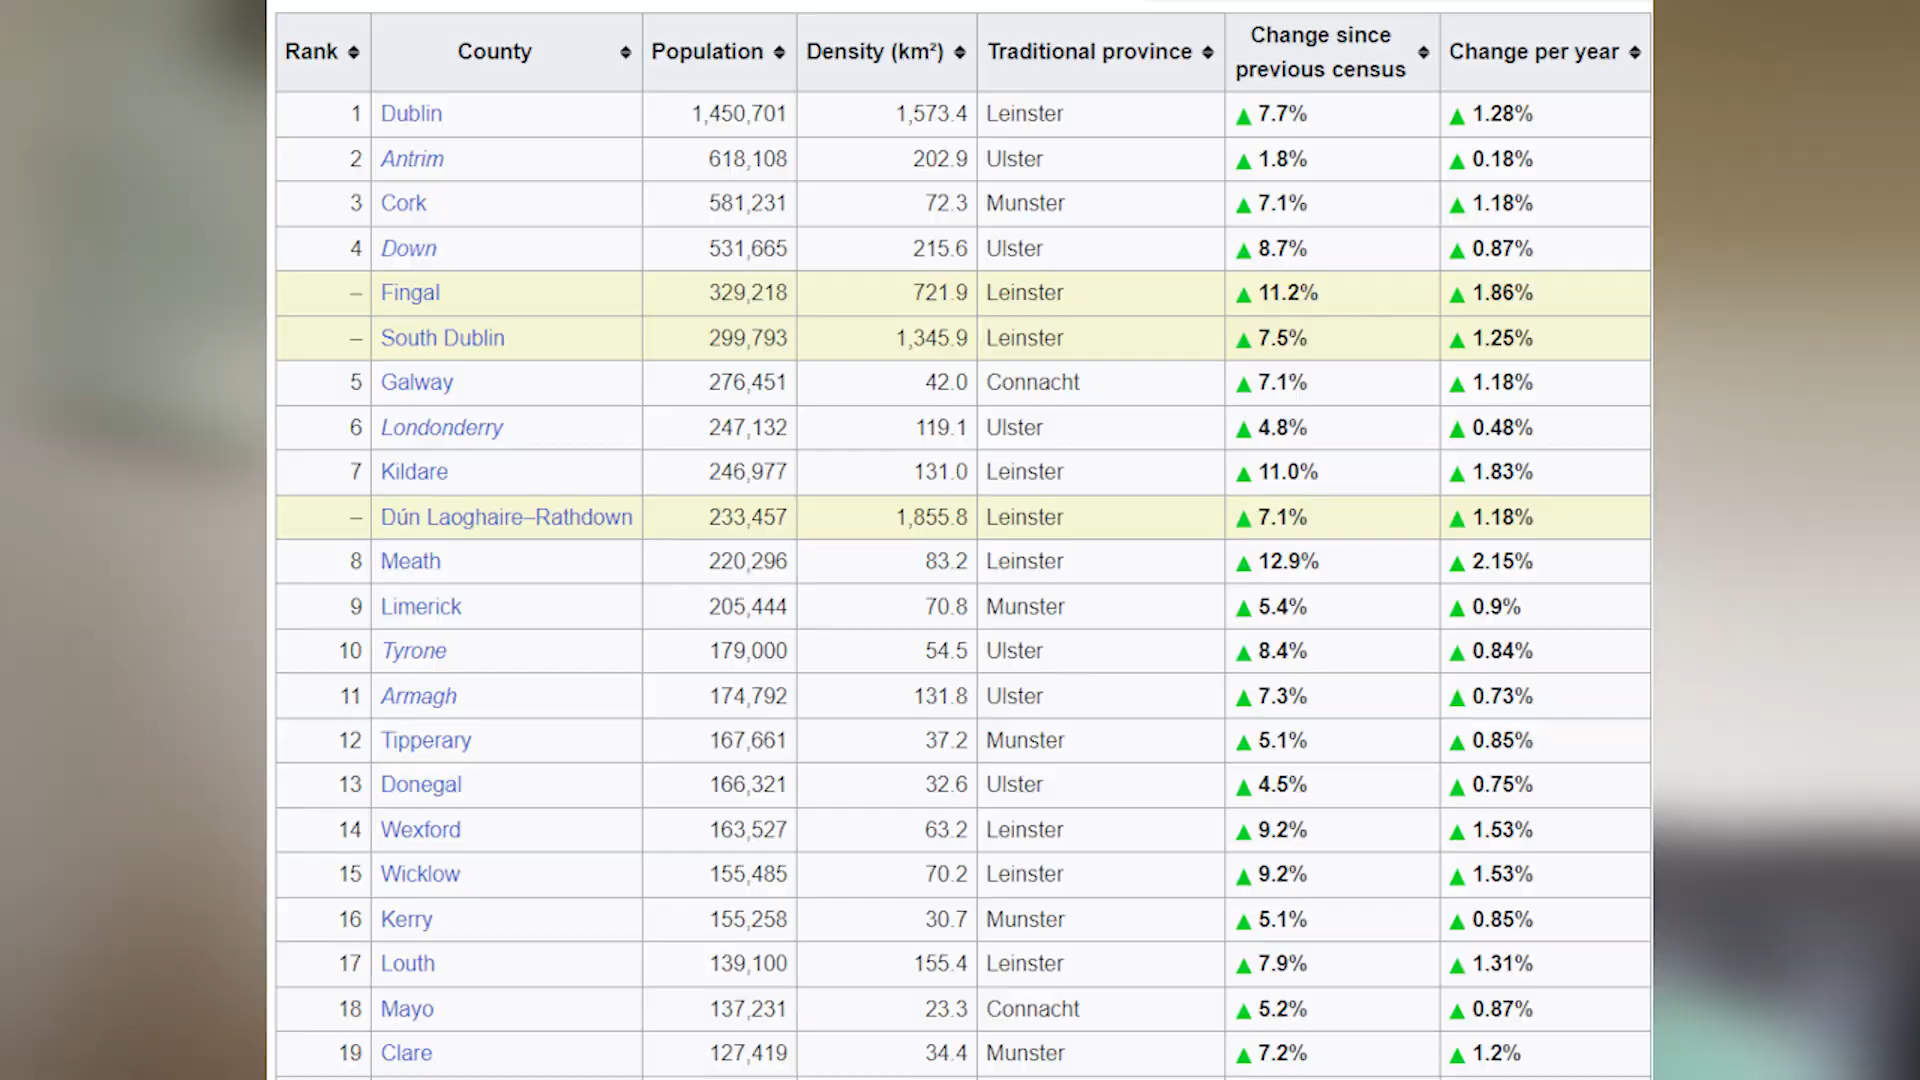 Rank County Population Density (km²) Traditional province Change since previous census Change per year
1 Dublin 1,450,701 1,573.4 Leinster ▲ 7.7% ▲ 1.28%
2 Antrim 618,108 202.9 Ulster ▲ 1.8% ▲ 0.18%
3 Cork 581,231 72.3 Munster ▲ 7.1% ▲ 1.18%
4 Down 531,665 215.6 Ulster ▲ 8.7% ▲ 0.87%
– Fingal 329,218 721.9 Leinster ▲ 11.2% ▲ 1.86%
– South Dublin 299,793 1,345.9 Leinster ▲ 7.5% ▲ 1.25%
5 Galway 276,451 42.0 Connacht ▲ 7.1% ▲ 1.18%
6 Londonderry 247,132 119.1 Ulster ▲ 4.8% ▲ 0.48%
7 Kildare 246,977 131.0 Leinster ▲ 11.0% ▲ 1.83%
– Dún Laoghaire–Rathdown 233,457 1,855.8 Leinster ▲ 7.1% ▲ 1.18%
8 Meath 220,296 83.2 Leinster ▲ 12.9% ▲ 2.15%
9 Limerick 205,444 70.8 Munster ▲ 5.4% ▲ 0.9%
10 Tyrone 179,000 54.5 Ulster ▲ 8.4% ▲ 0.84%
11 Armagh 174,792 131.8 Ulster ▲ 7.3% ▲ 0.73%
12 Tipperary 167,661 37.2 Munster ▲ 5.1% ▲ 0.85%
13 Donegal 166,321 32.6 Ulster ▲ 4.5% ▲ 0.75%
14 Wexford 163,527 63.2 Leinster ▲ 9.2% ▲ 1.53%
15 Wicklow 155,485 70.2 Leinster ▲ 9.2% ▲ 1.53%
16 Kerry 155,258 30.7 Munster ▲ 5.1% ▲ 0.85%
17 Louth 139,100 155.4 Leinster ▲ 7.9% ▲ 1.31%
18 Mayo 137,231 23.3 Connacht ▲ 5.2% ▲ 0.87%
19 Clare 127,419 34.4 Munster ▲ 7.2% ▲ 1.2%